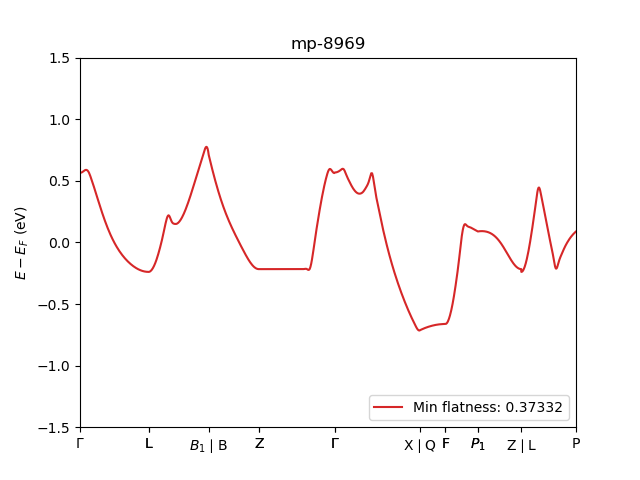 mp-8969
1.5
1.0
0.5
0.0
−0.5
−1.0
−1.5
E − E_F (eV)
Min flatness: 0.37332
Γ L B₁ | B Z Γ X | Q F P₁ Z | L P